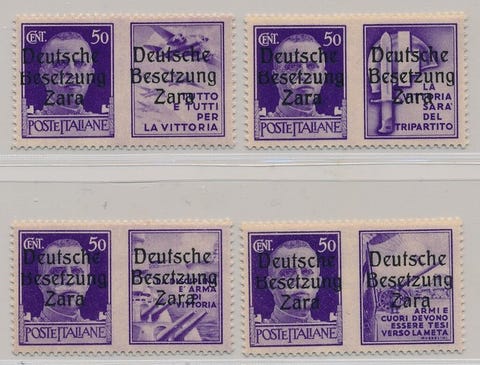 CENT. 50
Deutsche
Besetzung
Zara
POSTE ITALIANE
Deutsche
Besetzung
Zara
TUTTO
E TUTTI
PER
LA VITTORIA
CENT. 50
Deutsche
Besetzung
Zara
POSTE ITALIANE
Deutsche
Besetzung
Zara
LA
VITTORIA
SARÀ
DEL
TRIPARTITO
CENT. 50
Deutsche
Besetzung
Zara
POSTE ITALIANE
Deutsche
Besetzung
Zara
E ARMA
DI
VITTORIA
CENT. 50
Deutsche
Besetzung
Zara
POSTE ITALIANE
Deutsche
Besetzung
Zara
ARMI E
CUORI DEVONO
ESSERE TESI
VERSO LA META
MUSSOLINI